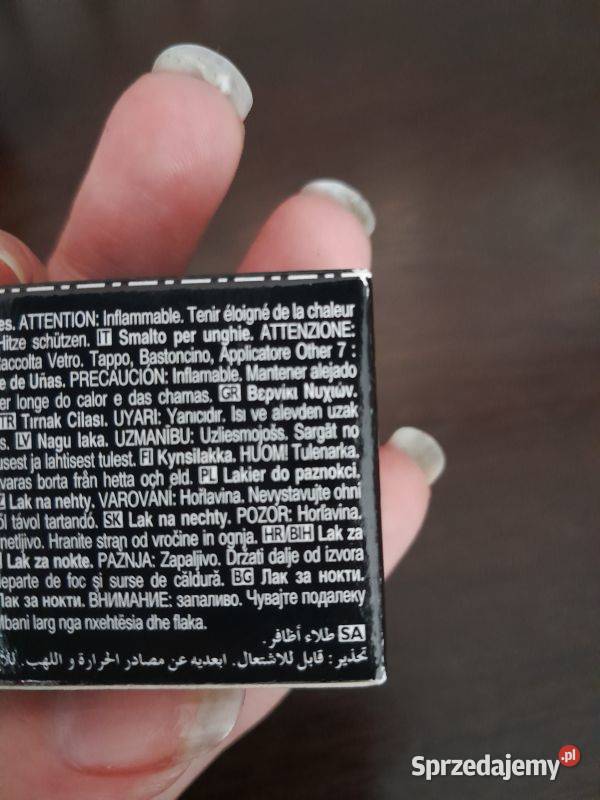 es. ATTENTION: Inflammable. Tenir éloigné de la chaleur
Hitze schützen. IT Smalto per unghie. ATTENZIONE:
Raccolta Vetro. Tappo, Bastoncino, Applicatore Other 7 :
e de Uñas. PRECAUCIÓN: Inflamable. Mantener alejado
er longe do calor e das chamas. GR Βερνίκι Νυχιών.
TR Tırnak Cilası. UYARI: Yanıcıdır. Isı ve alevden uzak
s. LV Nagu laka. UZMANĪBU: Uzliesmojošs. Sargāt no
usest ja lahtisest tulest. FI Kynsilakka. HUOM! Tulenarka,
varas borta från hetta och eld. PL Lakier do paznokci,
Lak na nehty. VAROVÁNÍ: Hořlavina. Nevystavujte ohni
ól távol tartandó. SK Lak na nechty. POZOR: Horľavina.
netljivo. Hranite stran od vročine in ognja. HR BIH Lak za
Lak za nokte. PAŽNJA: Zapaljivo. Držati dalje od izvora
departe de foc și surse de căldură. BG Лак за нокти.
Лак за нокти. ВНИМАНИЕ: запаливо. Чувајте подалеку
Mbani larg nga nxehtësia dhe flaka.
SA طلاء أظافر.
تحذير: قابل للاشتعال. ابعديه عن مصادر الحرارة و اللهب.
Sprzedajemy.pl